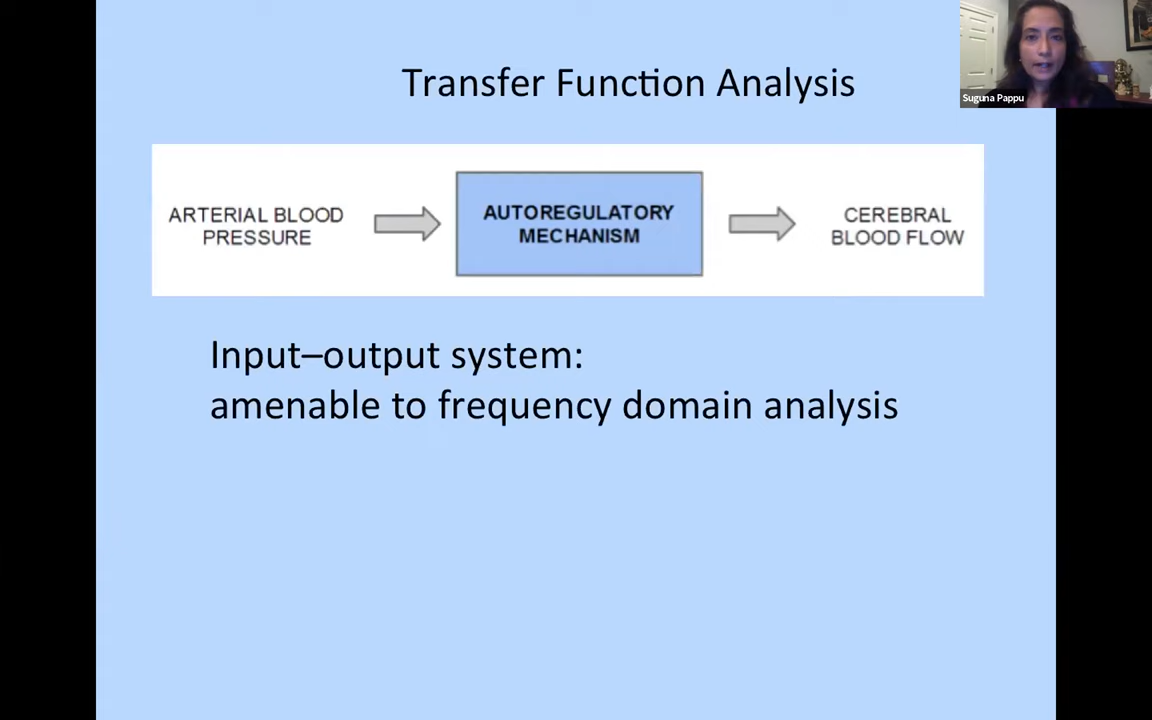 Transfer Function Analysis
Suguna Pappu
ARTERIAL BLOOD
PRESSURE
AUTOREGULATORY
MECHANISM
CEREBRAL
BLOOD FLOW
Input–output system:
amenable to frequency domain analysis